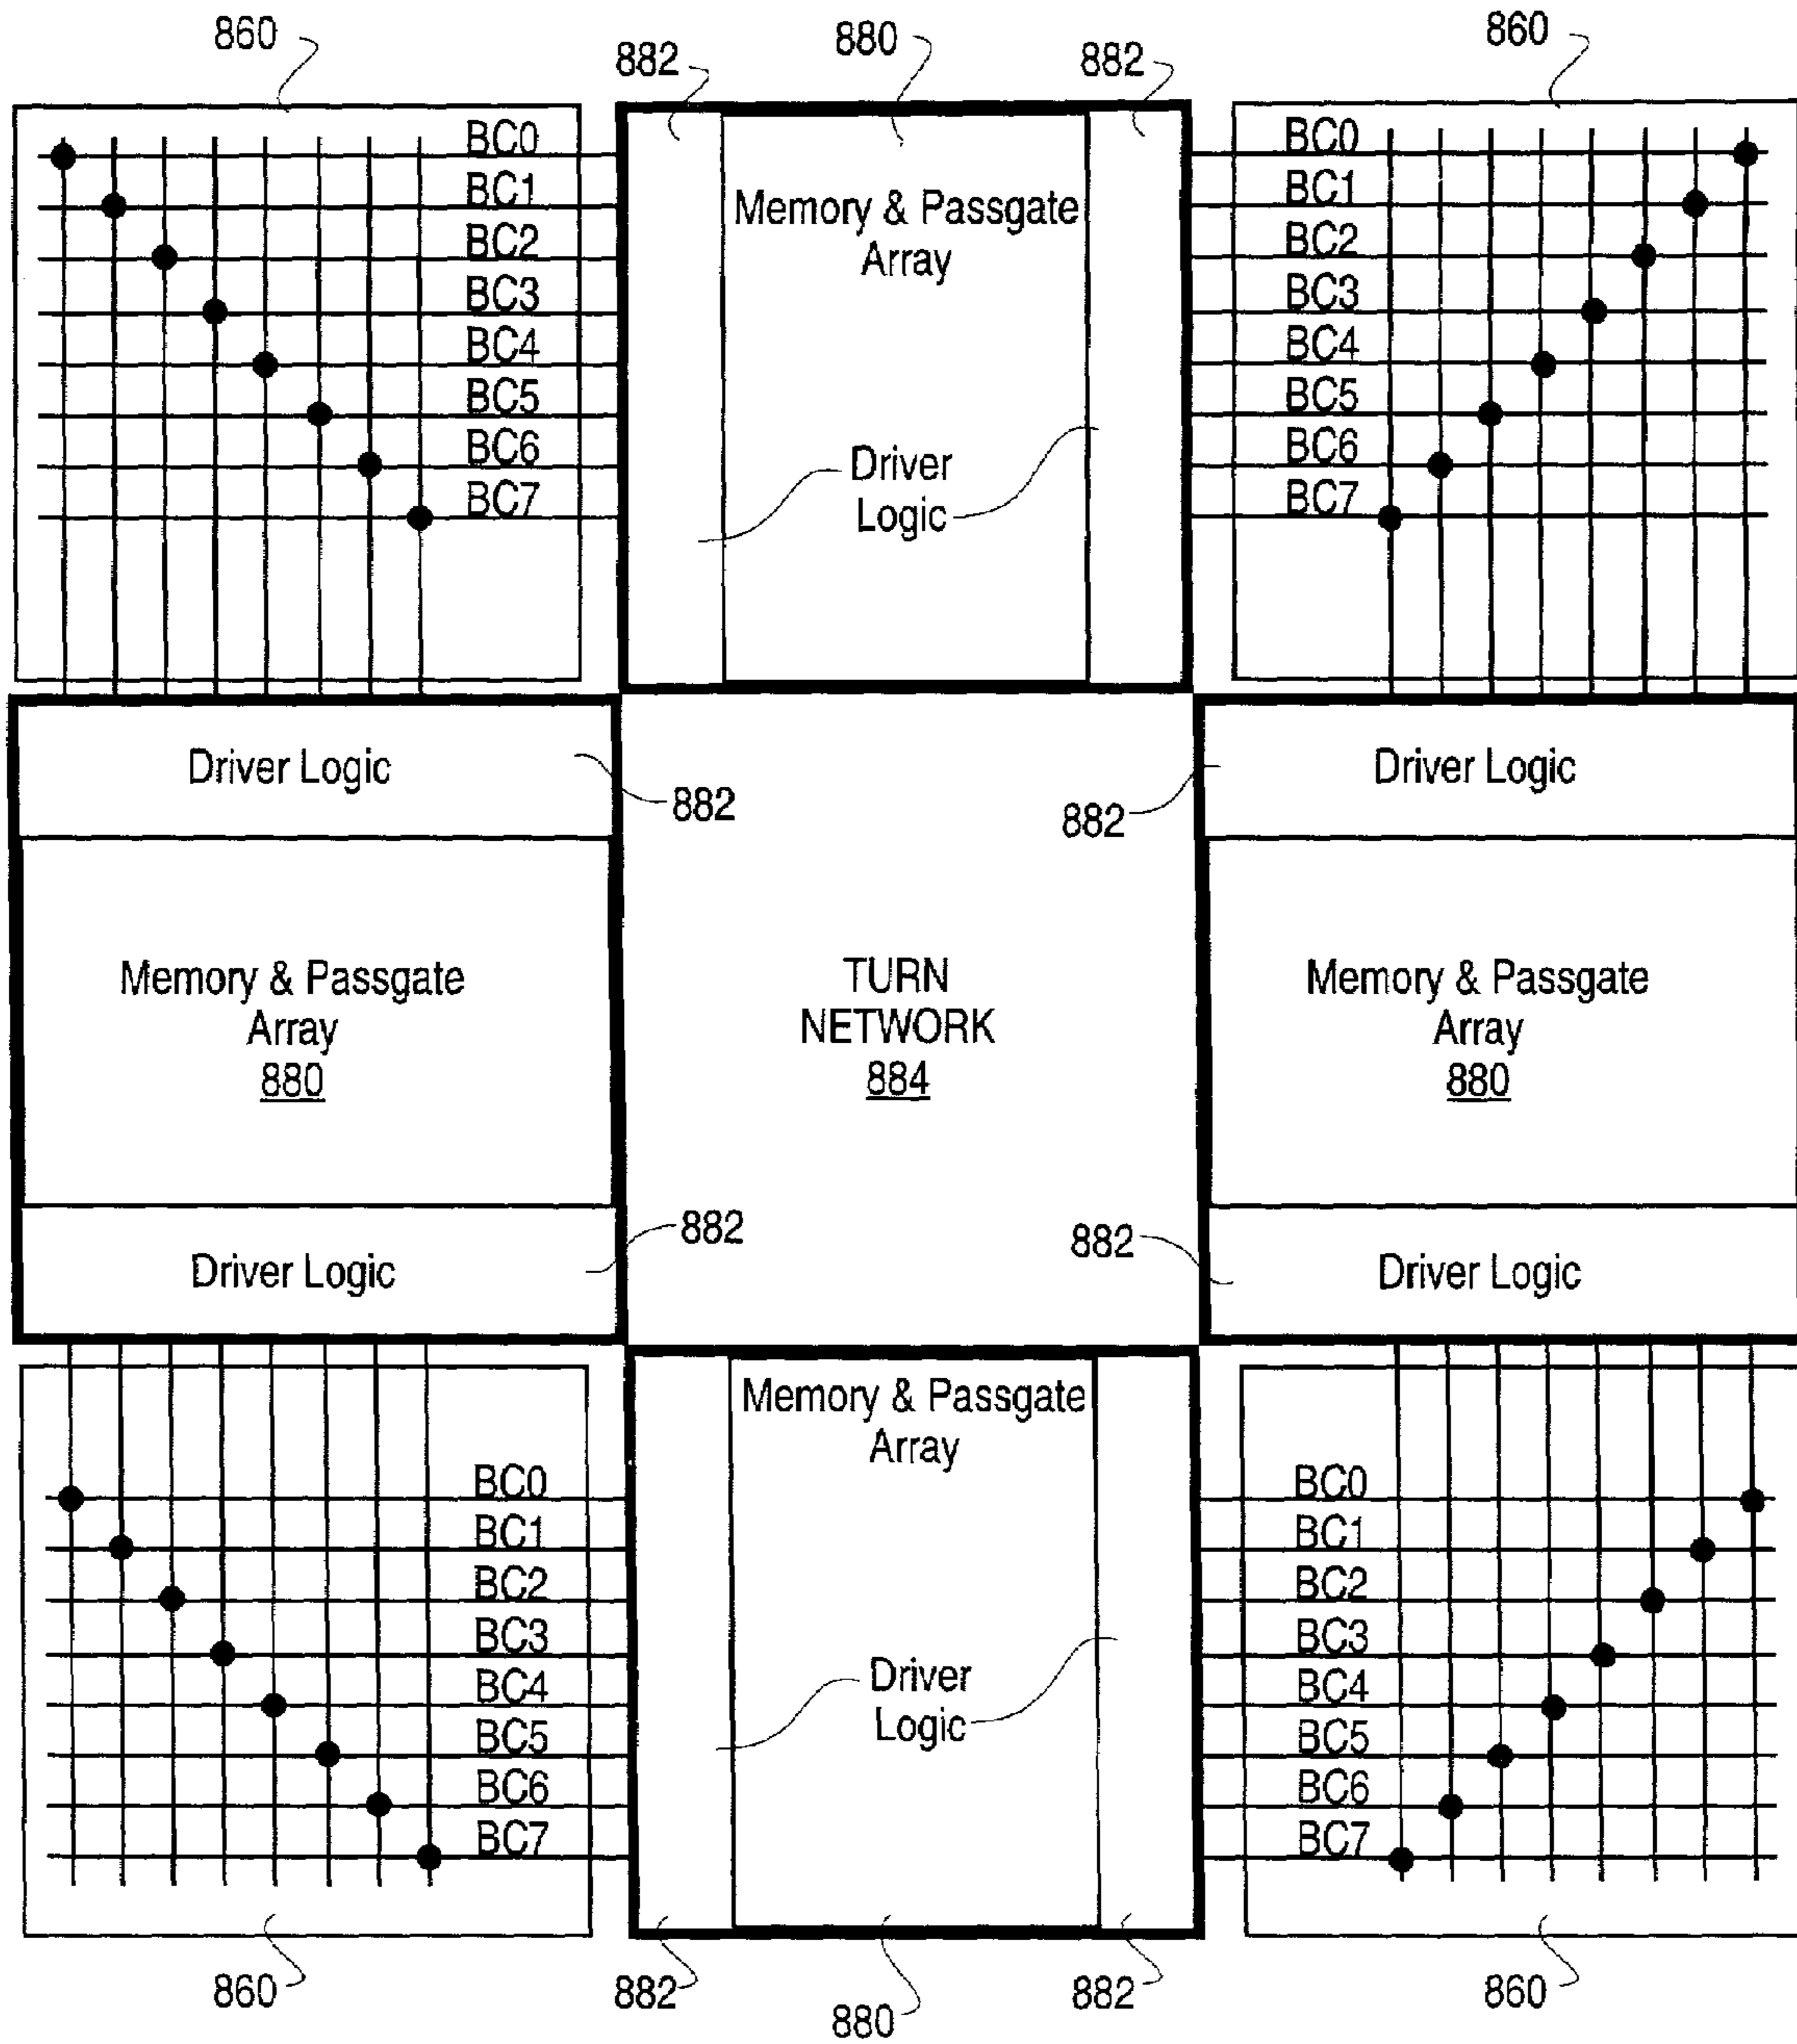 860
882
880
882
860
BC0
BC1
BC2
BC3
BC4
BC5
BC6
BC7
Memory & Passgate
Array
Driver
Logic
BC0
BC1
BC2
BC3
BC4
BC5
BC6
BC7
Driver Logic
882
882
Driver Logic
Memory & Passgate
Array
880
TURN
NETWORK
884
Memory & Passgate
Array
880
Driver Logic
882
882
Driver Logic
BC0
BC1
BC2
BC3
BC4
BC5
BC6
BC7
Memory & Passgate
Array
Driver
Logic
BC0
BC1
BC2
BC3
BC4
BC5
BC6
BC7
860
882
880
882
860